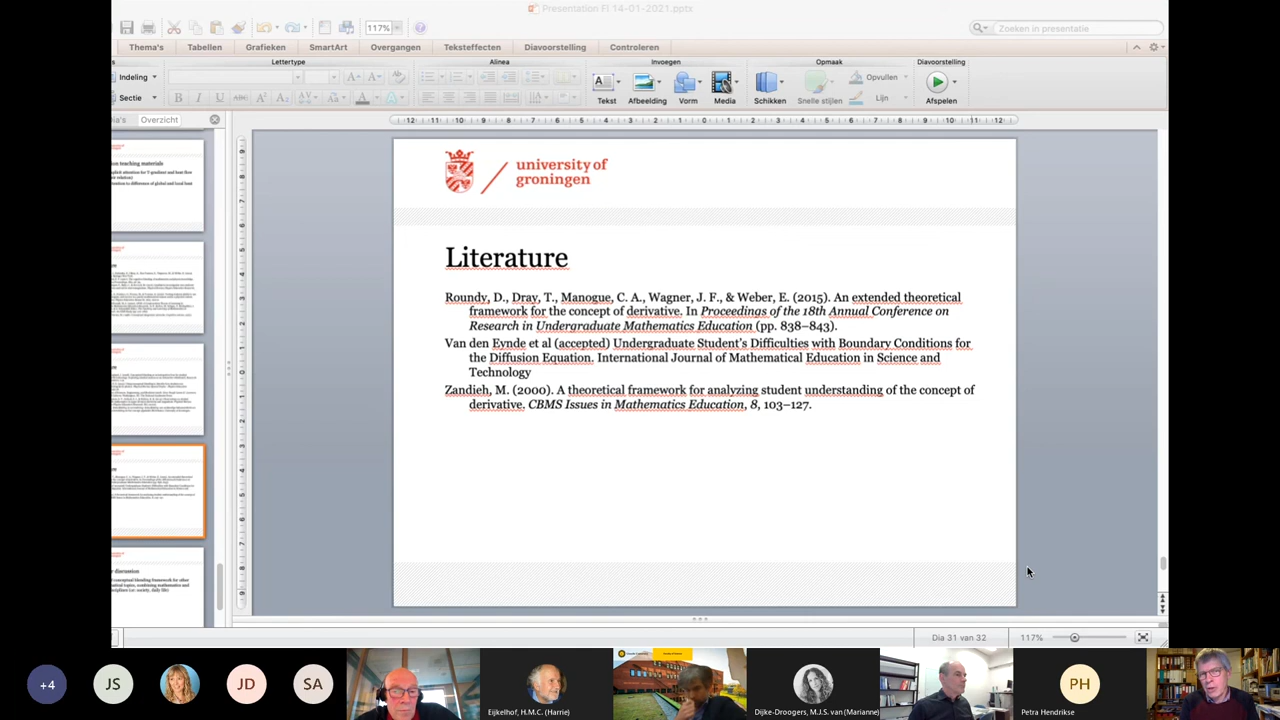 Presentation FI 14-01-2021.pptx
117%
Zoeken in presentatie
Thema's
Tabellen
Grafieken
SmartArt
Overgangen
Teksteffecten
Diavoorstelling
Controleren
Lettertype
Alinea
Invoegen
Opmaak
Diavoorstelling
Indeling
Sectie
Tekst
Afbeelding
Vorm
Media
Schikken
Snelle stijlen
Opvullen
Lijn
Afspelen
Overzicht
university of
groningen
Literature
Roundy, D., Dray, T., Manogue, C. A., Wagner, J. F., & Weber, E. (2015). An extended theoretical
framework for the concept of derivative. In Proceedings of the 18th Annual Conference on
Research in Undergraduate Mathematics Education (pp. 838–843).
Van den Eynde et al (accepted) Undergraduate Student's Difficulties with Boundary Conditions for
the Diffusion Equation. International Journal of Mathematical Education in Science and
Technology
Zandieh, M. (2000). A theoretical framework for analyzing student understanding of the concept of
derivative. CBMS Issues in Mathematics Education, 8, 103–127.
Dia 31 van 32
117%
+4
JS
JD
SA
PH
Eijkelhof, H.M.C. (Harrie)
Dijke-Droogers, M.J.S. van (Marianne)
Petra Hendrikse